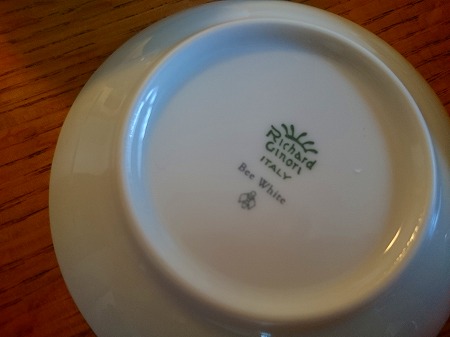 Richard
Ginori
ITALY
Bee White